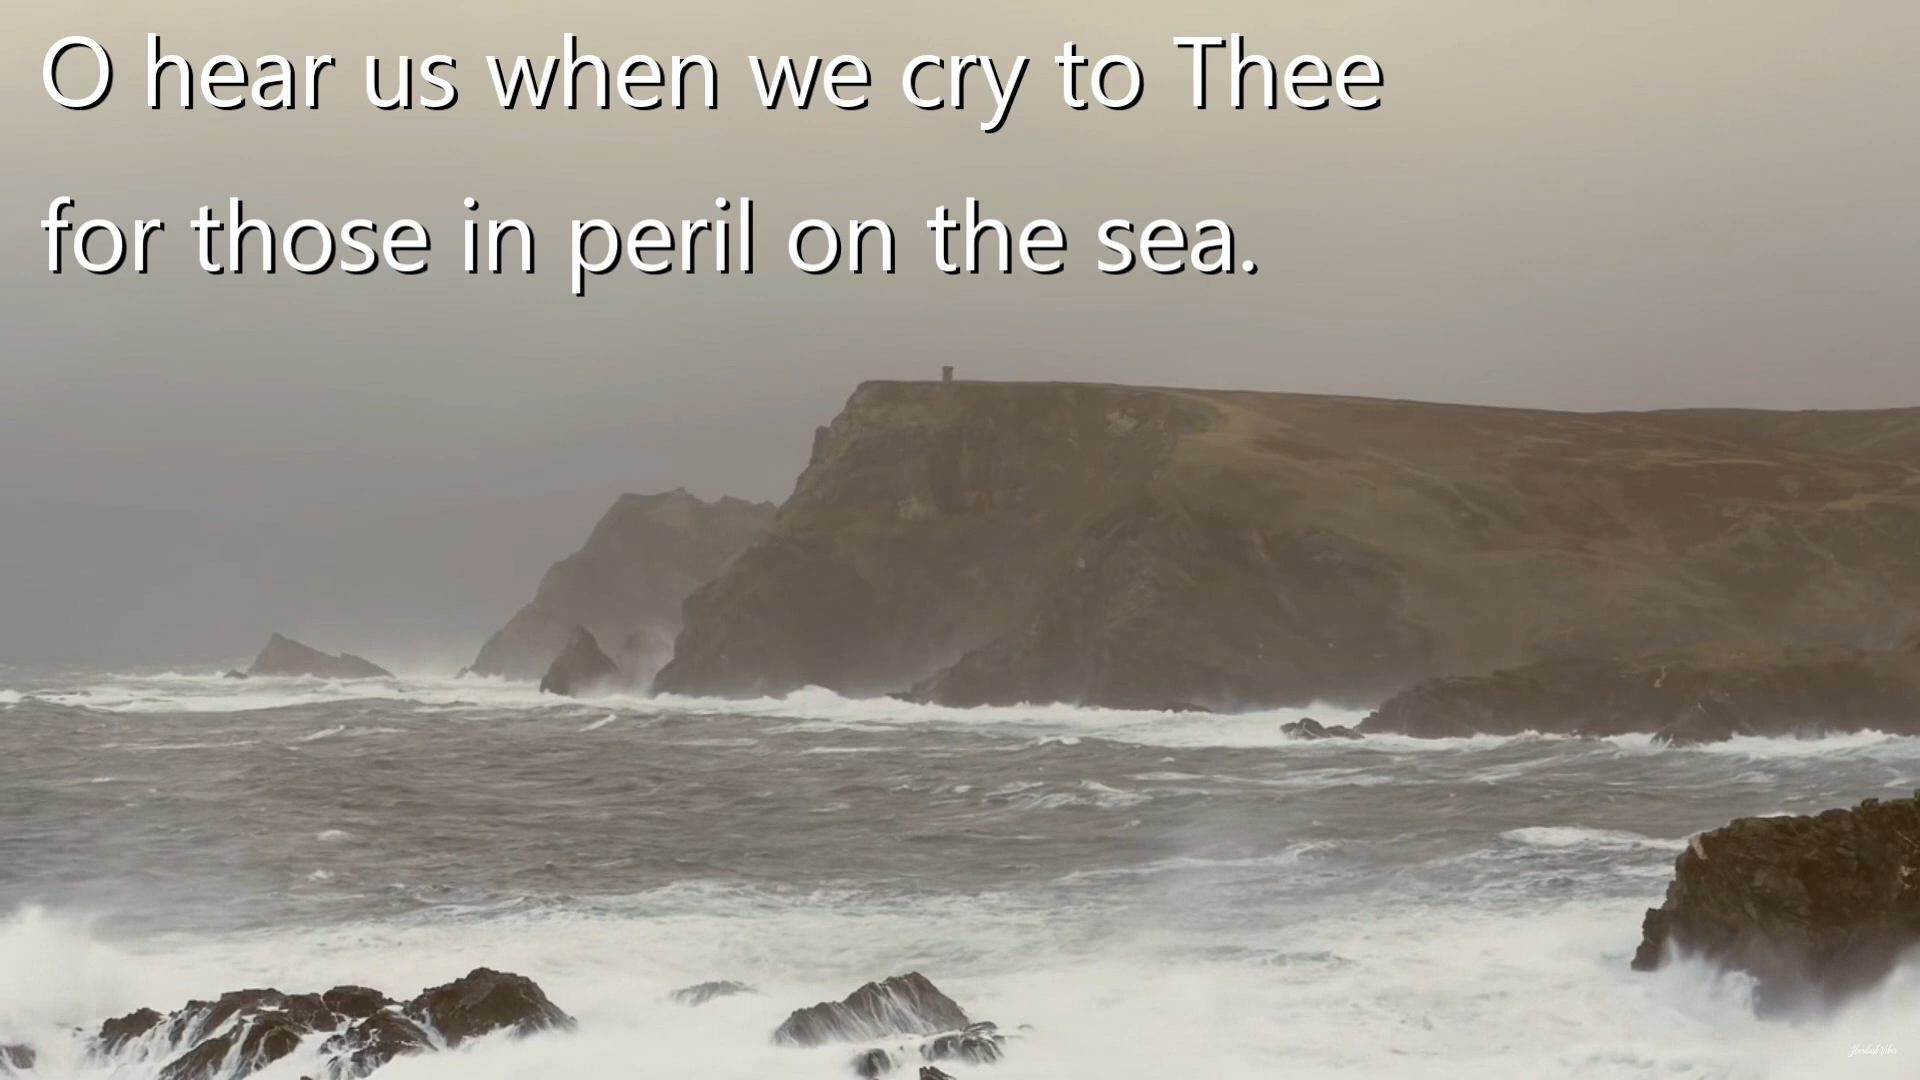 O hear us when we cry to Thee
for those in peril on the sea.